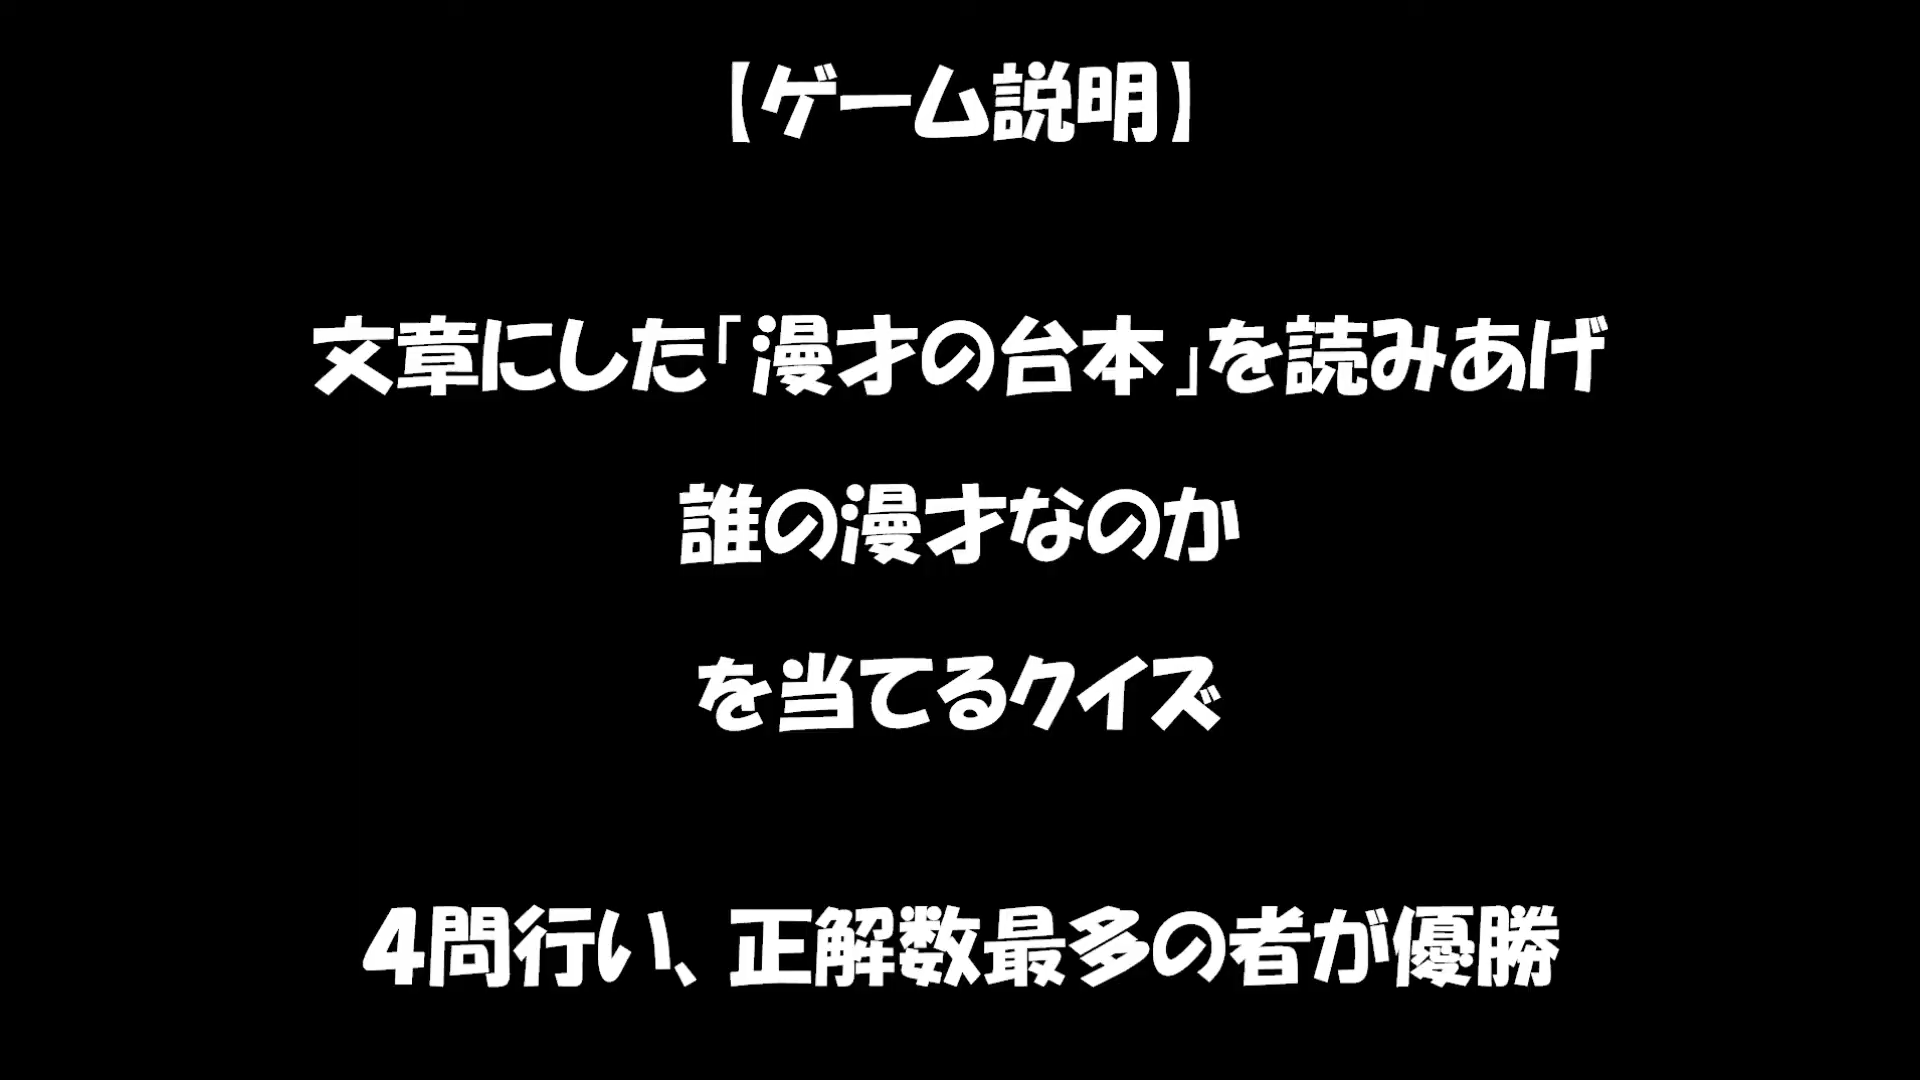 【ゲーム説明】
文章にした「漫才の台本」を読みあげ
誰の漫才なのか
を当てるクイズ
4問行い、正解数最多の者が優勝